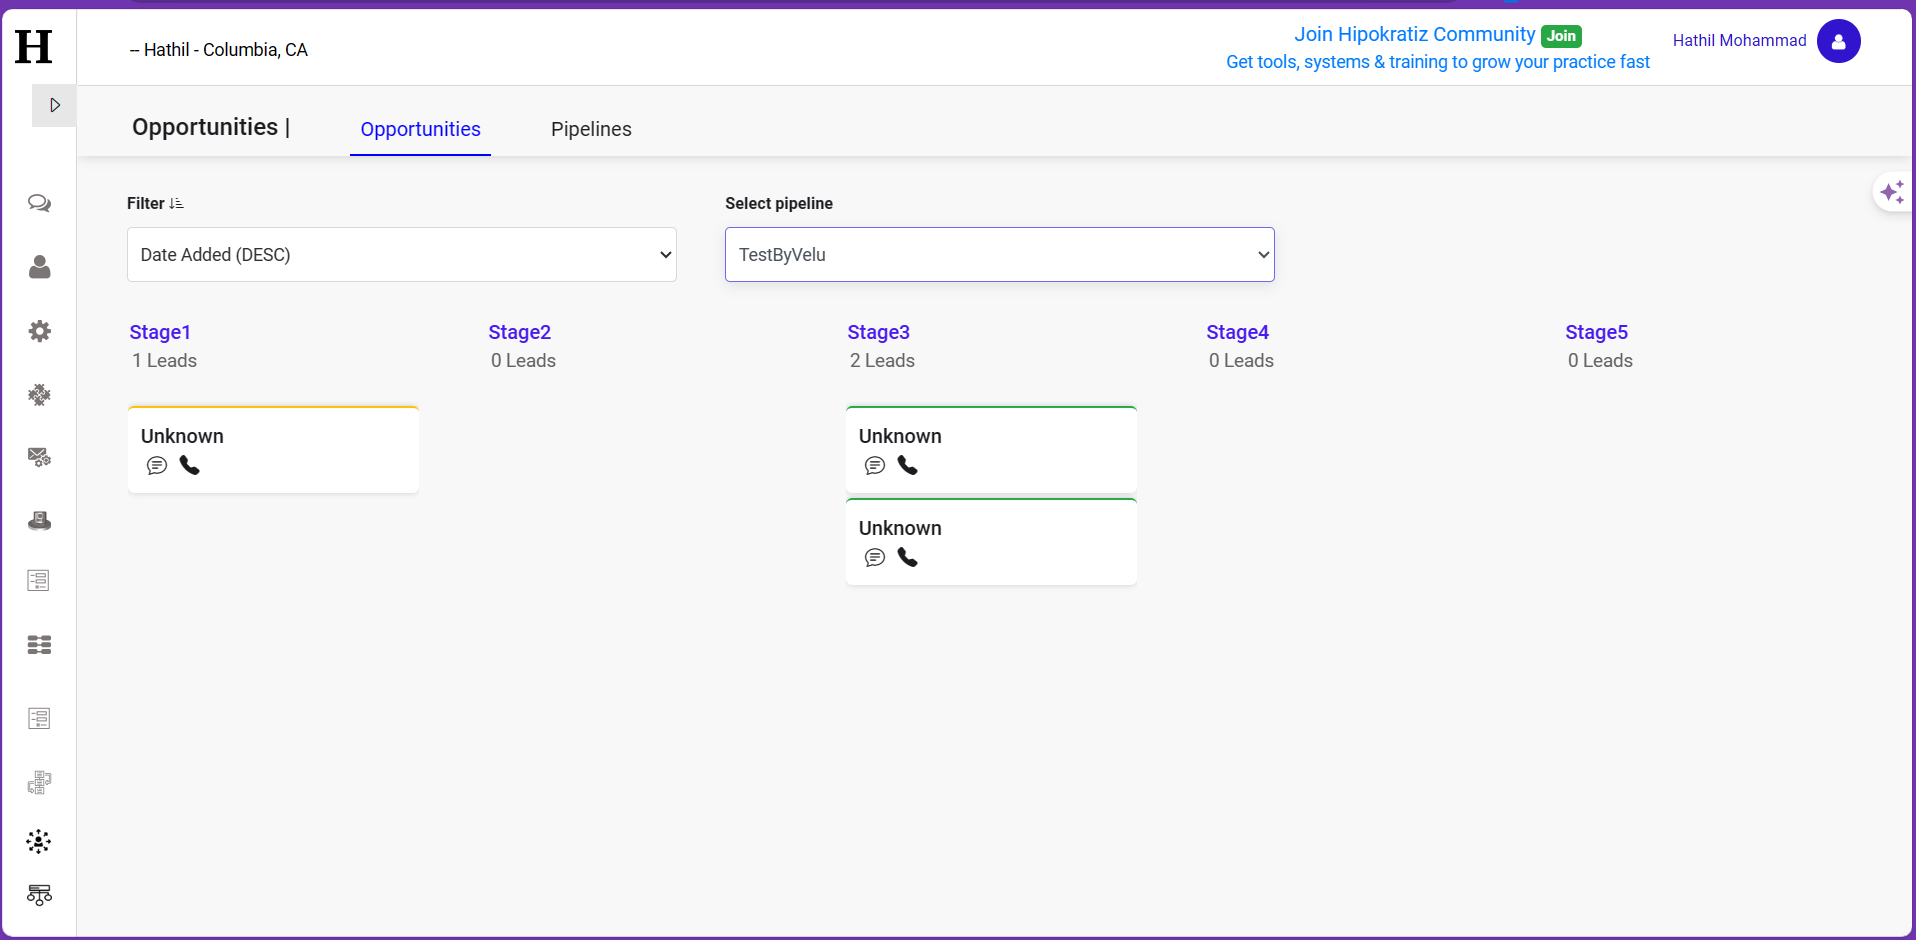 H
-- Hathil - Columbia, CA
Join Hipokratiz Community Join
Get tools, systems & training to grow your practice fast
Hathil Mohammad
Opportunities |
Opportunities
Pipelines
Filter
Select pipeline
Date Added (DESC)
TestByVelu
Stage1
Stage2
Stage3
Stage4
Stage5
1 Leads
0 Leads
2 Leads
0 Leads
0 Leads
Unknown
Unknown
Unknown